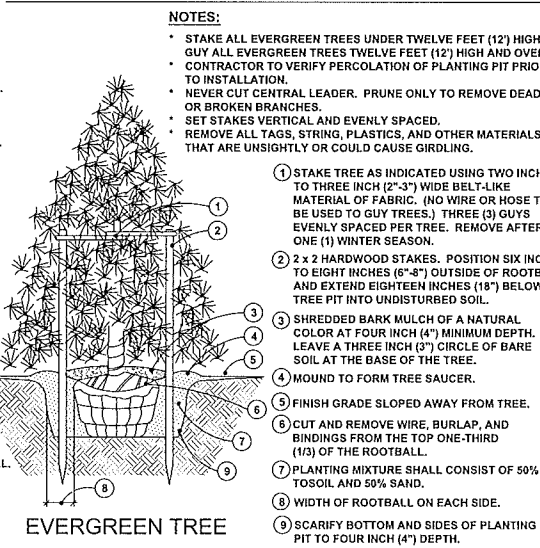 NOTES:
* STAKE ALL EVERGREEN TREES UNDER TWELVE FEET (12') HIGH
GUY ALL EVERGREEN TREES TWELVE FEET (12') HIGH AND
* CONTRACTOR TO VERIFY PERCOLATION OF PLANTING PIT
TO INSTALLATION.
* NEVER CUT CENTRAL LEADER. PRUNE ONLY TO REMOVE DEAD
OR BROKEN BRANCHES.
* SET STAKES VERTICAL AND EVENLY SPACED.
* REMOVE ALL TAGS, STRING, PLASTICS, AND OTHER MATERIALS
THAT ARE UNSIGHTLY OR COULD CAUSE GIRDLING.
1 STAKE TREE AS INDICATED USING TWO
TO THREE INCH (2"-3") WIDE BELT-LIKE
MATERIAL OF FABRIC. (NO WIRE OR HOSE
BE USED TO GUY TREES.) THREE (3) GUYS
EVENLY SPACED PER TREE. REMOVE AFTER
ONE (1) WINTER SEASON.
2 2 x 2 HARDWOOD STAKES. POSITION SIX
TO EIGHT INCHES (6"-8") OUTSIDE OF
AND EXTEND EIGHTEEN INCHES (18") BELOW
TREE PIT INTO UNDISTURBED SOIL.
3 SHREDDED BARK MULCH OF A NATURAL
COLOR AT FOUR INCH (4") MINIMUM DEPTH.
LEAVE A THREE INCH (3") CIRCLE OF BARE
SOIL AT THE BASE OF THE TREE.
4 MOUND TO FORM TREE SAUCER.
5 FINISH GRADE SLOPED AWAY FROM TREE.
6 CUT AND REMOVE WIRE, BURLAP, AND
BINDINGS FROM THE TOP ONE-THIRD
(1/3) OF THE ROOTBALL.
7 PLANTING MIXTURE SHALL CONSIST OF 50%
TOSOIL AND 50% SAND.
8 WIDTH OF ROOTBALL ON EACH SIDE.
9 SCARIFY BOTTOM AND SIDES OF PLANTING
PIT TO FOUR INCH (4") DEPTH.
1
2
3
4
5
6
7
9
8
EVERGREEN TREE